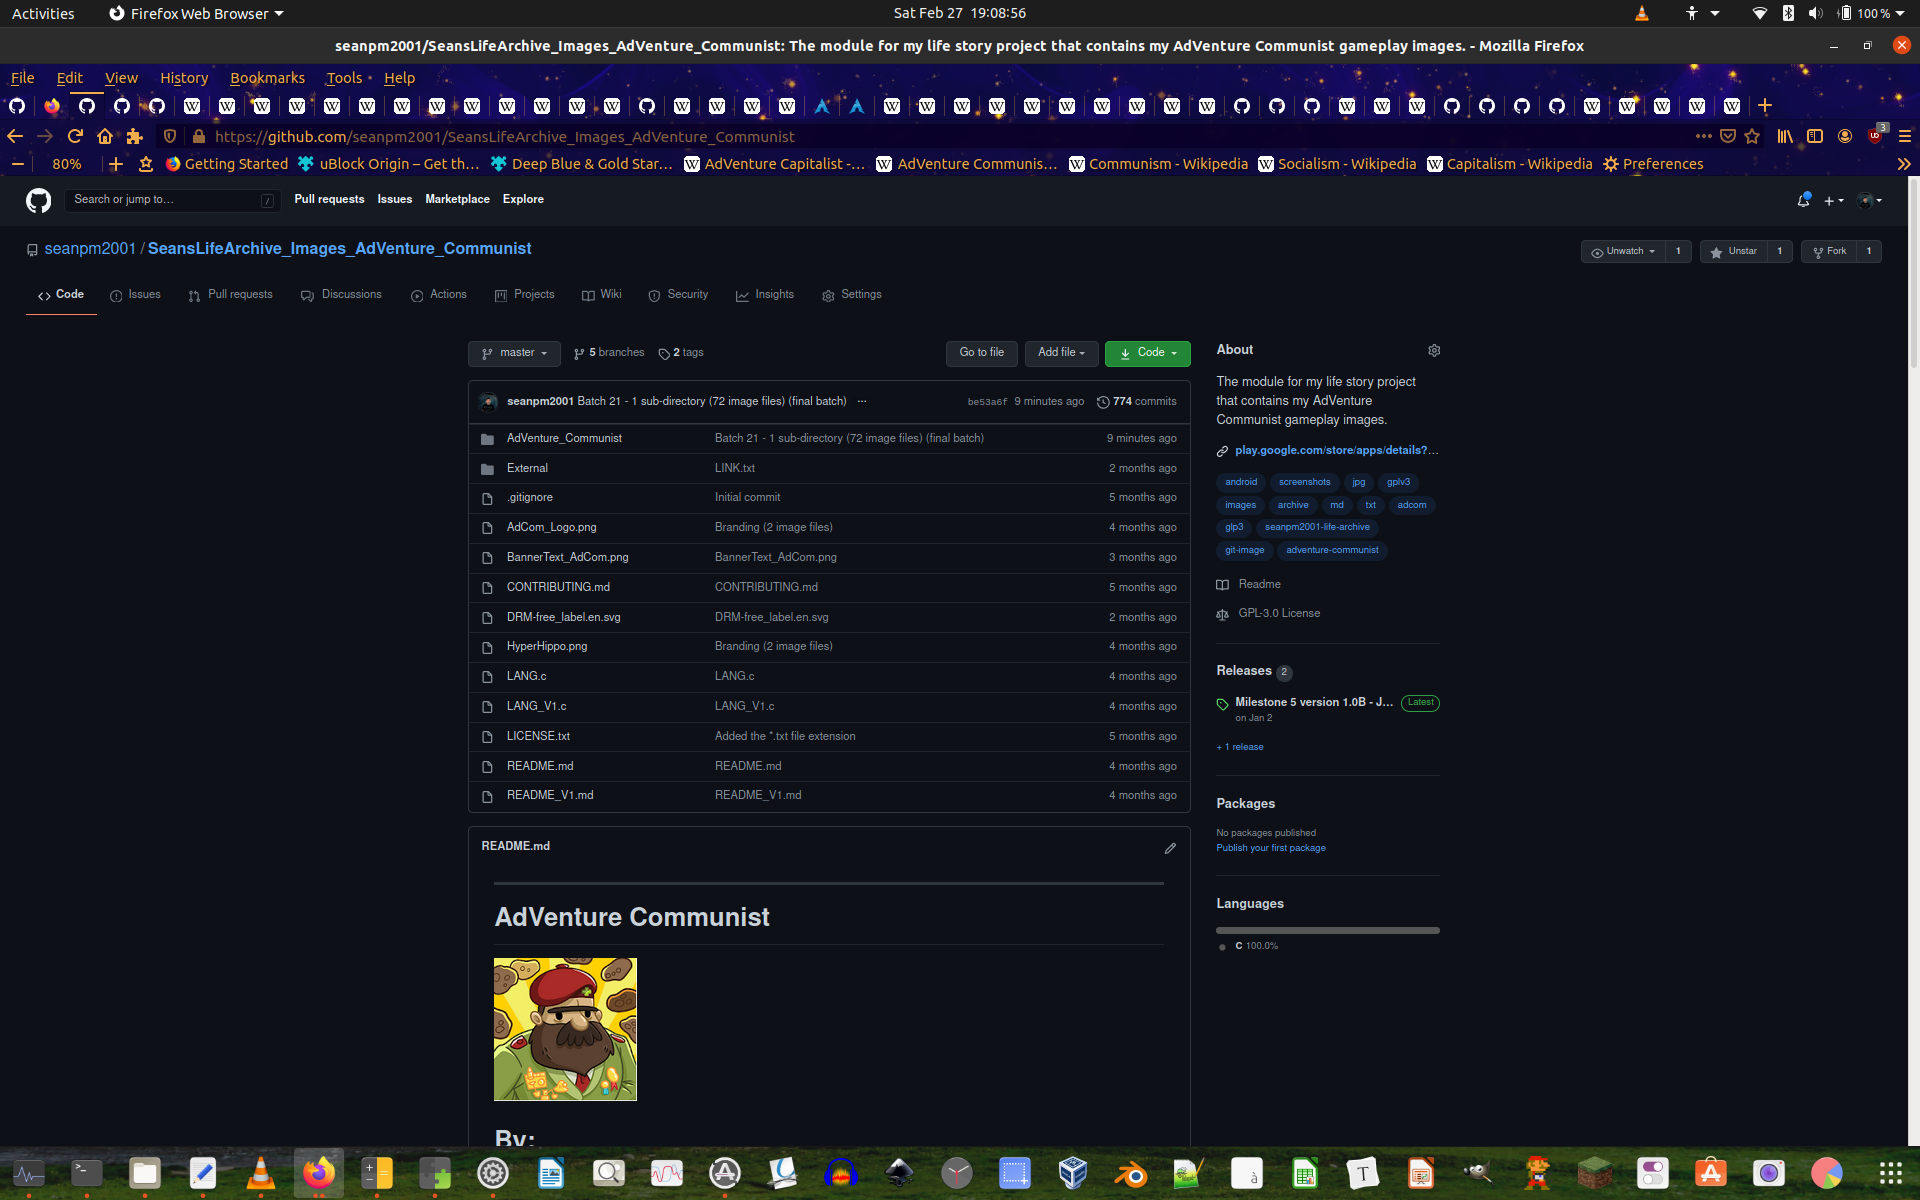 Activities
Firefox Web Browser
Sat Feb 27 19:08:56
100 %
seanpm2001/SeansLifeArchive_Images_AdVenture_Communist: The module for my life story project that contains my AdVenture Communist gameplay images. - Mozilla Firefox
File Edit View History Bookmarks Tools Help
https://github.com/seanpm2001/SeansLifeArchive_Images_AdVenture_Communist
3
80%
Getting Started
uBlock Origin – Get th…
Deep Blue & Gold Star…
AdVenture Capitalist -…
AdVenture Communis…
Communism - Wikipedia
Socialism - Wikipedia
Capitalism - Wikipedia
Preferences
Search or jump to…
/
Pull requests Issues Marketplace Explore
seanpm2001 / SeansLifeArchive_Images_AdVenture_Communist
Unwatch 1
Unstar 1
Fork 1
Code Issues Pull requests Discussions Actions Projects Wiki Security Insights Settings
master
5 branches
2 tags
Go to file
Add file
Code
seanpm2001 Batch 21 - 1 sub-directory (72 image files) (final batch) ... be53a6f 9 minutes ago 774 commits
AdVenture_Communist Batch 21 - 1 sub-directory (72 image files) (final batch) 9 minutes ago
External LINK.txt 2 months ago
.gitignore Initial commit 5 months ago
AdCom_Logo.png Branding (2 image files) 4 months ago
BannerText_AdCom.png BannerText_AdCom.png 3 months ago
CONTRIBUTING.md CONTRIBUTING.md 5 months ago
DRM-free_label.en.svg DRM-free_label.en.svg 2 months ago
HyperHippo.png Branding (2 image files) 4 months ago
LANG.c LANG.c 4 months ago
LANG_V1.c LANG_V1.c 4 months ago
LICENSE.txt Added the *.txt file extension 5 months ago
README.md README.md 4 months ago
README_V1.md README_V1.md 4 months ago
README.md
AdVenture Communist
By:
About
The module for my life story project
that contains my AdVenture
Communist gameplay images.
play.google.com/store/apps/details?…
android screenshots jpg gplv3
images archive md txt adcom
glp3 seanpm2001-life-archive
git-image adventure-communist
Readme
GPL-3.0 License
Releases 2
Milestone 5 version 1.0B - J… Latest
on Jan 2
+ 1 release
Packages
No packages published
Publish your first package
Languages
C 100.0%